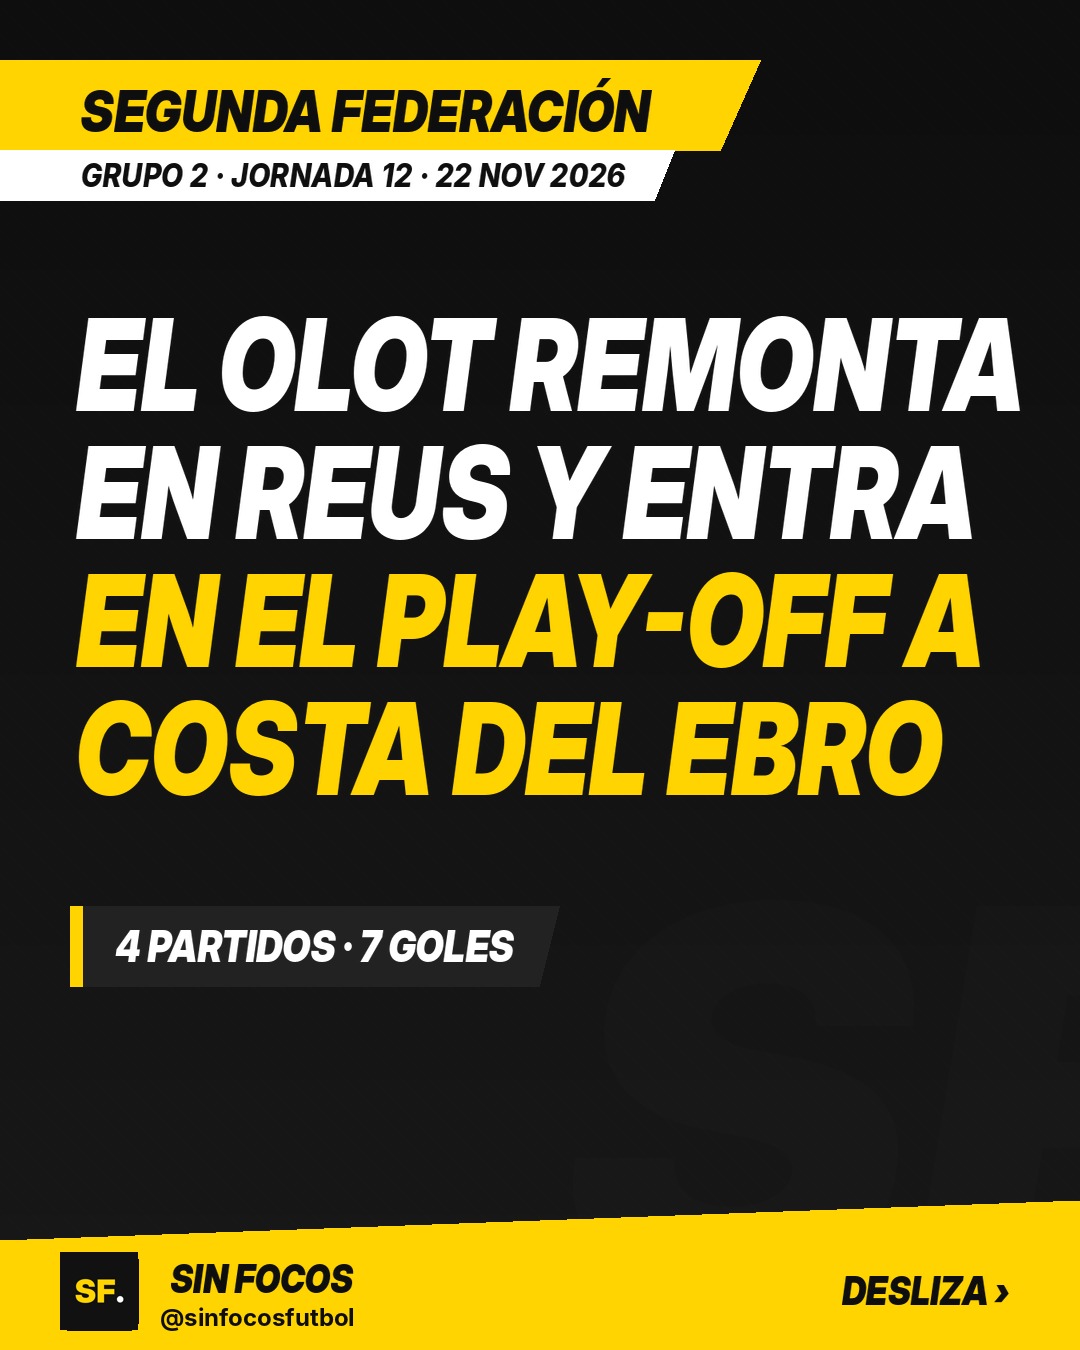 SEGUNDA FEDERACIÓN
GRUPO 2 · JORNADA 12 · 22 NOV 2026
EL OLOT REMONTA
EN REUS Y ENTRA
EN EL PLAY-OFF A
COSTA DEL EBRO
4 PARTIDOS · 7 GOLES
SF
SF.
SIN FOCOS
@sinfocosfutbol
DESLIZA ›